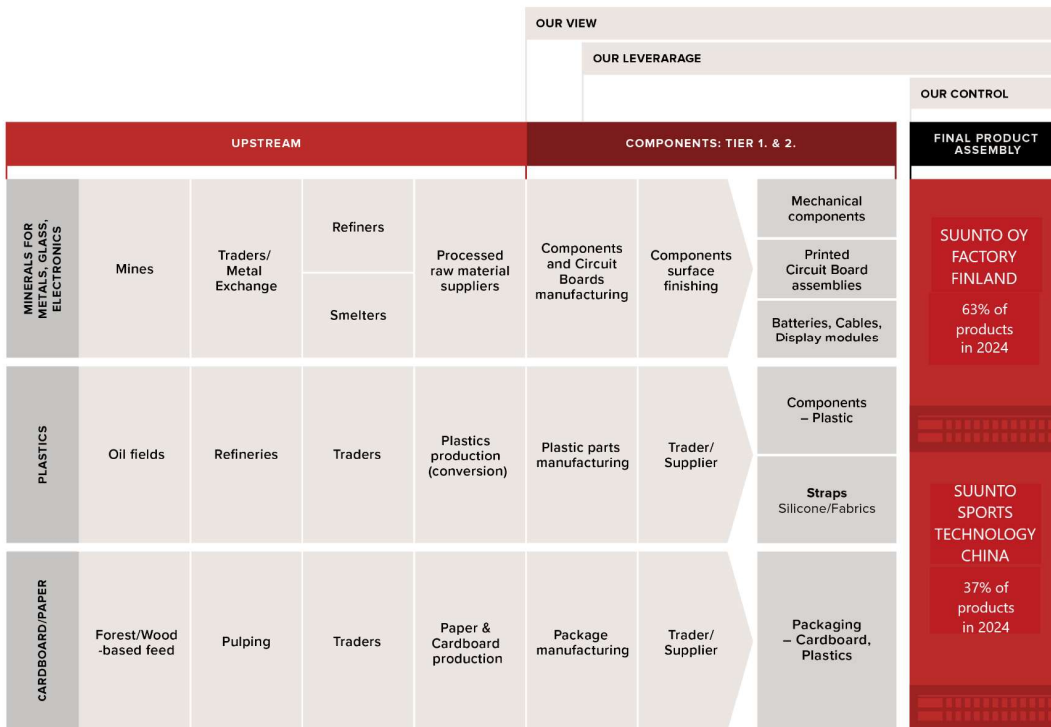 OUR VIEW
OUR LEVERARAGE
OUR CONTROL
UPSTREAM
COMPONENTS: TIER 1. & 2.
FINAL PRODUCT
ASSEMBLY
MINERALS FOR
METALS, GLASS,
ELECTRONICS
Mines
Traders/
Metal
Exchange
Refiners
Smelters
Processed
raw material
suppliers
Components
and Circuit
Boards
manufacturing
Components
surface
finishing
Mechanical
components
Printed
Circuit Board
assemblies
Batteries, Cables,
Display modules
SUUNTO OY
FACTORY
FINLAND
63% of
products
in 2024
PLASTICS
Oil fields
Refineries
Traders
Plastics
production
(conversion)
Plastic parts
manufacturing
Trader/
Supplier
Components
– Plastic
Straps
Silicone/Fabrics
SUUNTO
SPORTS
TECHNOLOGY
CHINA
37% of
products
in 2024
CARDBOARD/PAPER
Forest/Wood
-based feed
Pulping
Traders
Paper &
Cardboard
production
Package
manufacturing
Trader/
Supplier
Packaging
– Cardboard,
Plastics